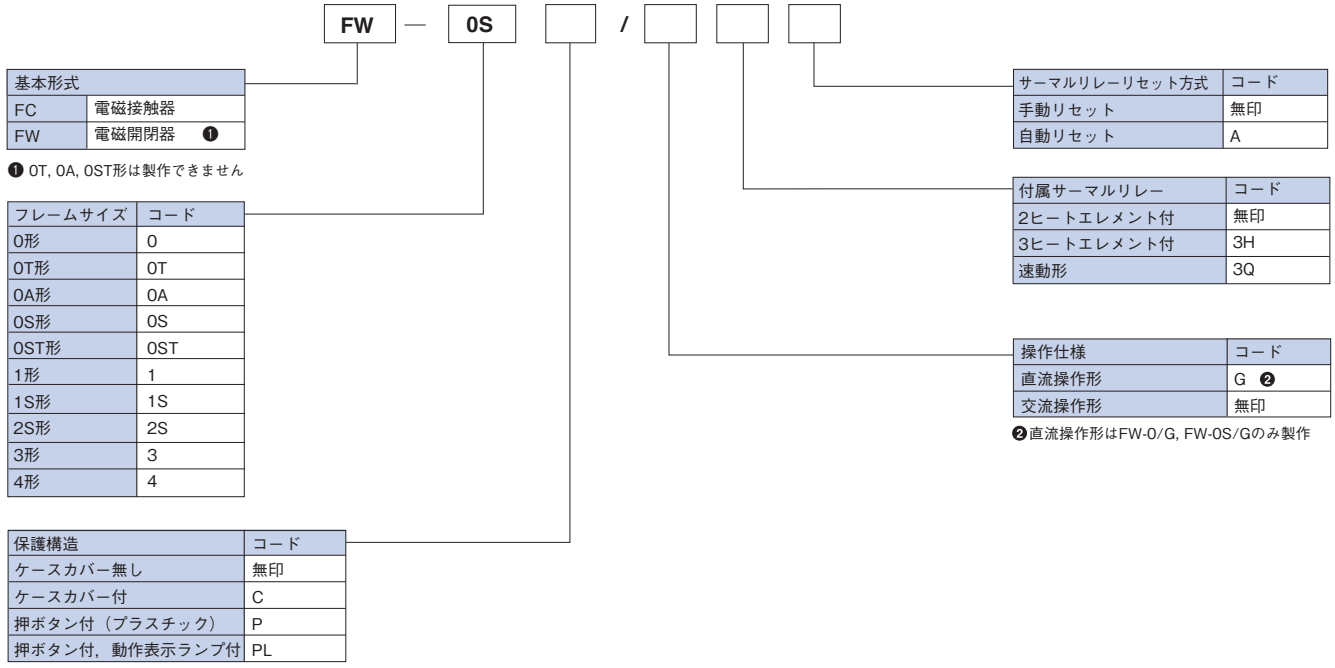 FW — 0S /
基本形式
FC 電磁接触器
FW 電磁開閉器 ❶
❶ 0T, 0A, 0ST形は製作できません
フレームサイズ コード
0形 0
0T形 0T
0A形 0A
0S形 0S
0ST形 0ST
1形 1
1S形 1S
2S形 2S
3形 3
4形 4
保護構造 コード
ケースカバー無し 無印
ケースカバー付 C
押ボタン付（プラスチック） P
押ボタン付，動作表示ランプ付 PL
サーマルリレーリセット方式 コード
手動リセット 無印
自動リセット A
付属サーマルリレー コード
2ヒートエレメント付 無印
3ヒートエレメント付 3H
速動形 3Q
操作仕様 コード
直流操作形 G ❷
交流操作形 無印
❷直流操作形はFW-0/G, FW-0S/Gのみ製作